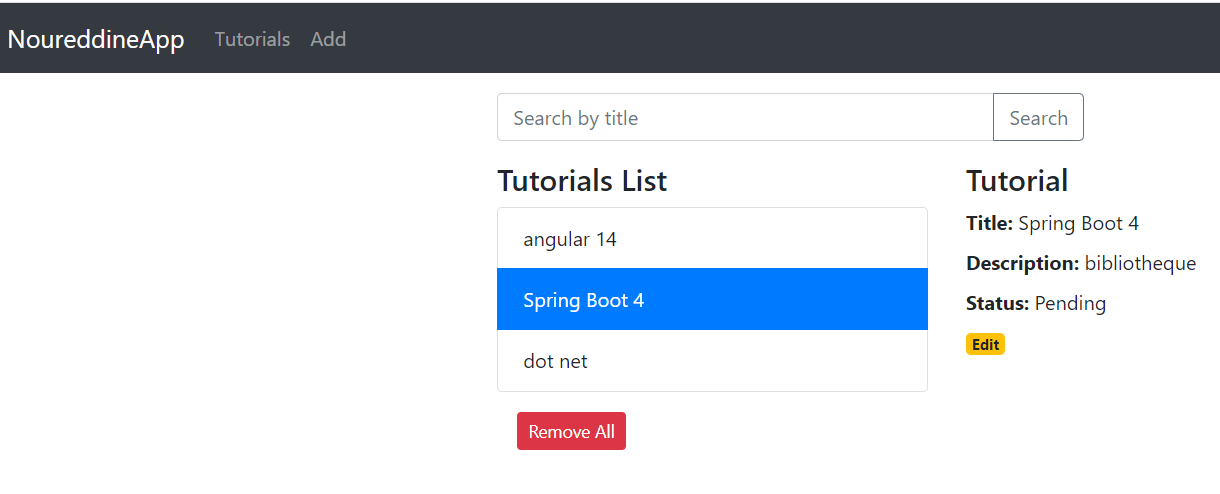 NoureddineApp Tutorials Add
Search by title Search
Tutorials List
angular 14
Spring Boot 4
dot net
Remove All
Tutorial
Title: Spring Boot 4
Description: bibliotheque
Status: Pending
Edit